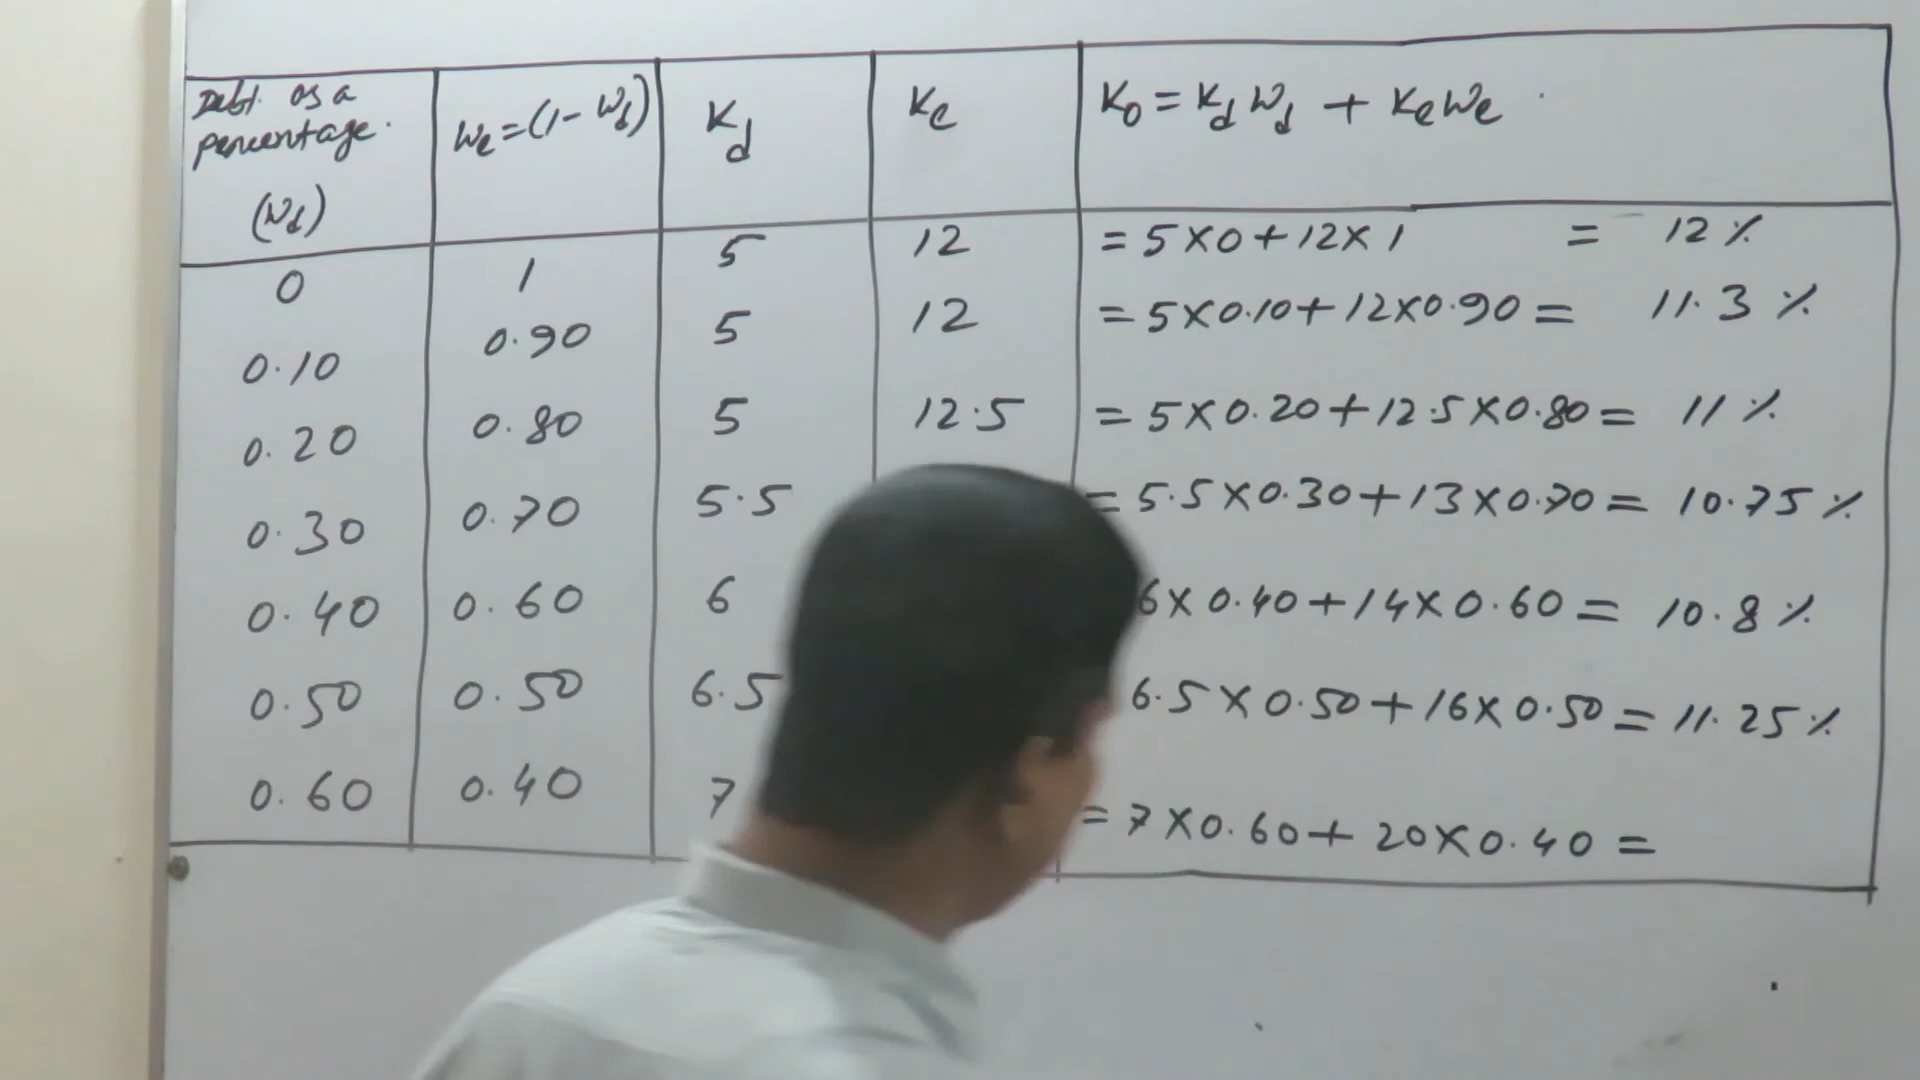 Debt as a percentage (Wd) We = (1 - Wd) Kd Ke Ko = KdWd + KeWe
0 1 5 12 = 5 × 0 + 12 × 1 = 12 %
0.10 0.90 5 12 = 5 × 0.10 + 12 × 0.90 = 11.3 %
0.20 0.80 5 12.5 = 5 × 0.20 + 12.5 × 0.80 = 11 %
0.30 0.70 5.5 = 5.5 × 0.30 + 13 × 0.70 = 10.75 %
0.40 0.60 6 6 × 0.40 + 14 × 0.60 = 10.8 %
0.50 0.50 6.5 6.5 × 0.50 + 16 × 0.50 = 11.25 %
0.60 0.40 7 = 7 × 0.60 + 20 × 0.40 =